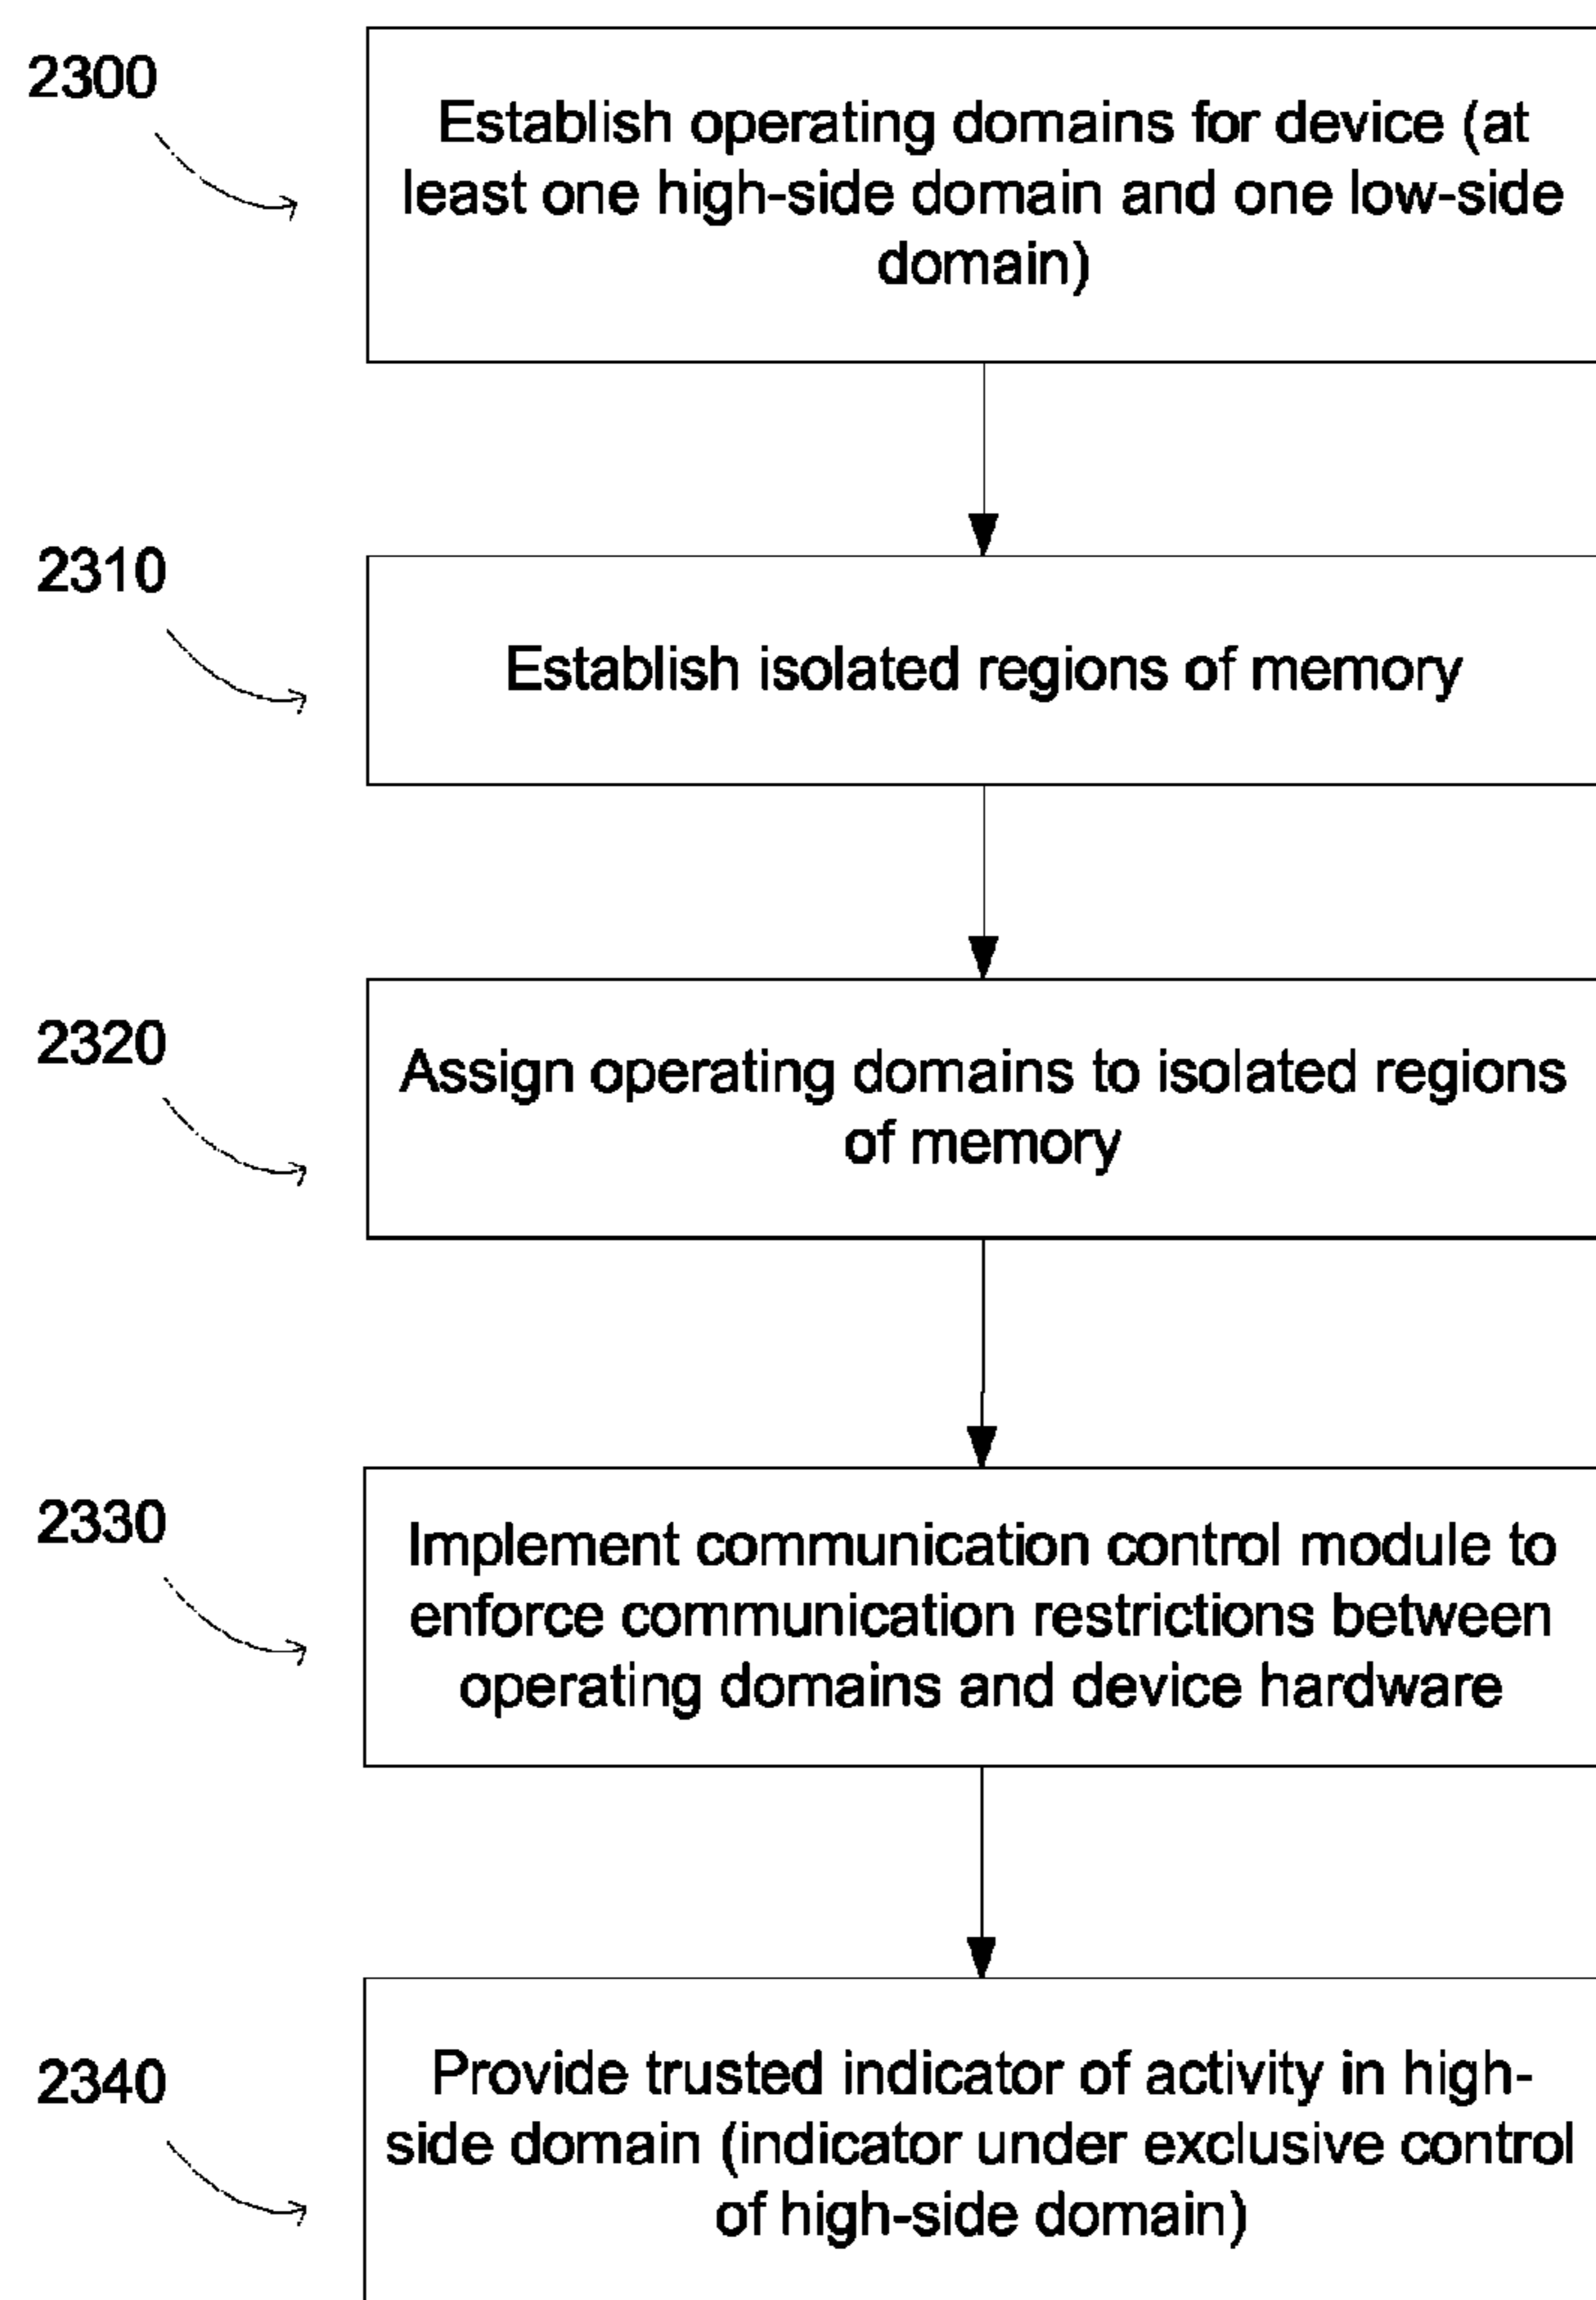 2300
Establish operating domains for device (at
least one high-side domain and one low-side
domain)
2310
Establish isolated regions of memory
2320
Assign operating domains to isolated regions
of memory
2330
Implement communication control module to
enforce communication restrictions between
operating domains and device hardware
2340
Provide trusted indicator of activity in high-
side domain (indicator under exclusive control
of high-side domain)